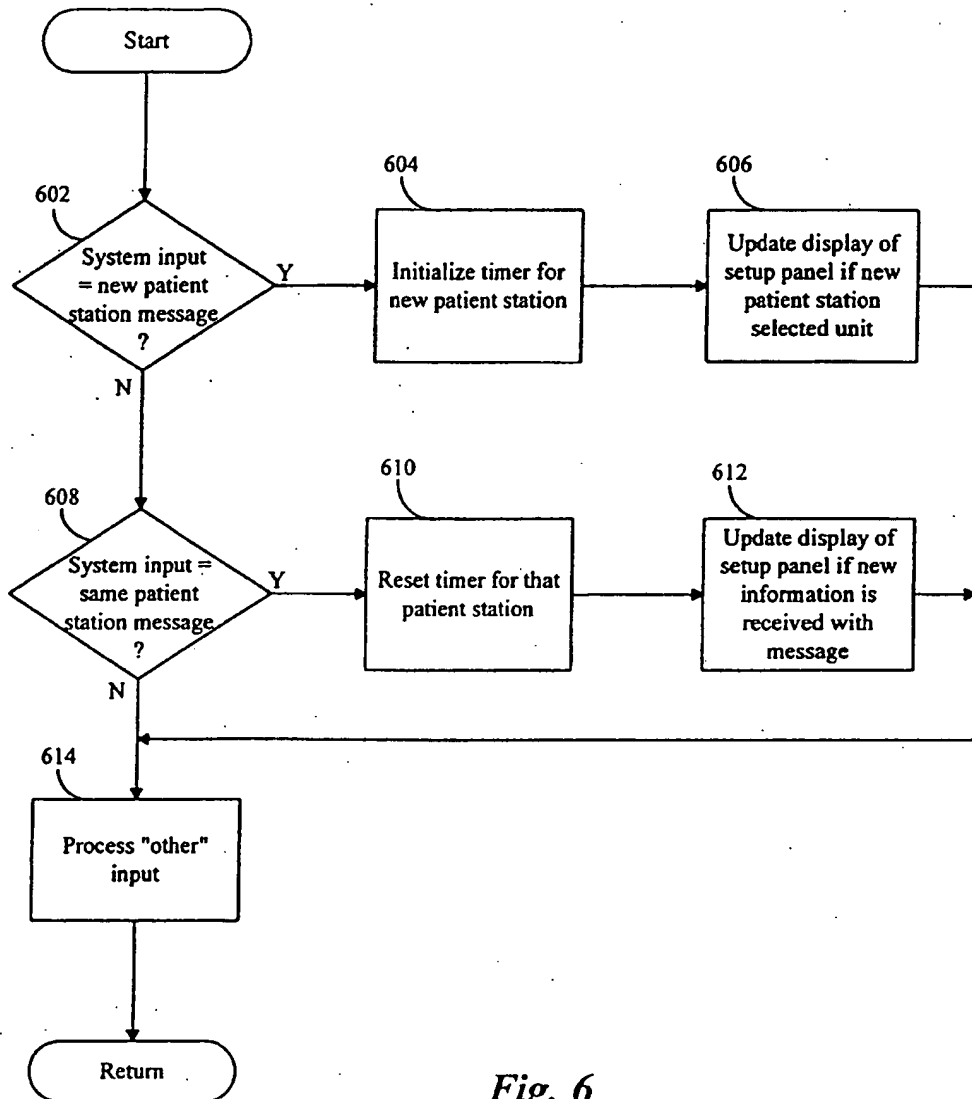 Start
602
System input
= new patient
station message
?
Y
N
604
Initialize timer for
new patient station
606
Update display of
setup panel if new
patient station
selected unit
608
System input =
same patient
station message
?
Y
N
610
Reset timer for that
patient station
612
Update display of
setup panel if new
information is
received with
message
614
Process "other"
input
Return
Fig. 6